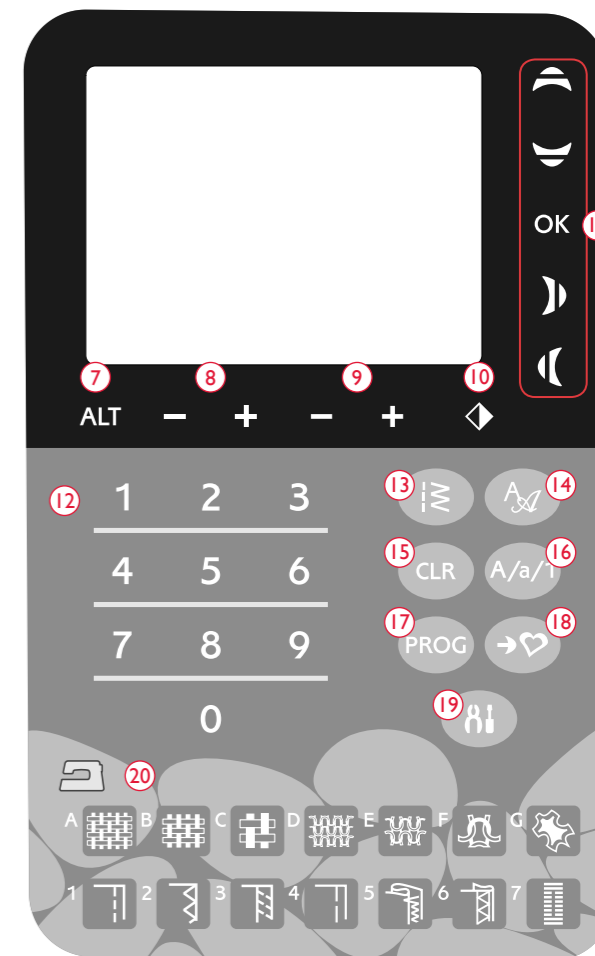 OK
7 8 9 10
ALT − + − +
12 1 2 3 13 14
4 5 6 15 CLR 16 A/a/1
7 8 9 17 PROG 18
0 19
20
A B C D E F G
1 2 3 4 5 6 7